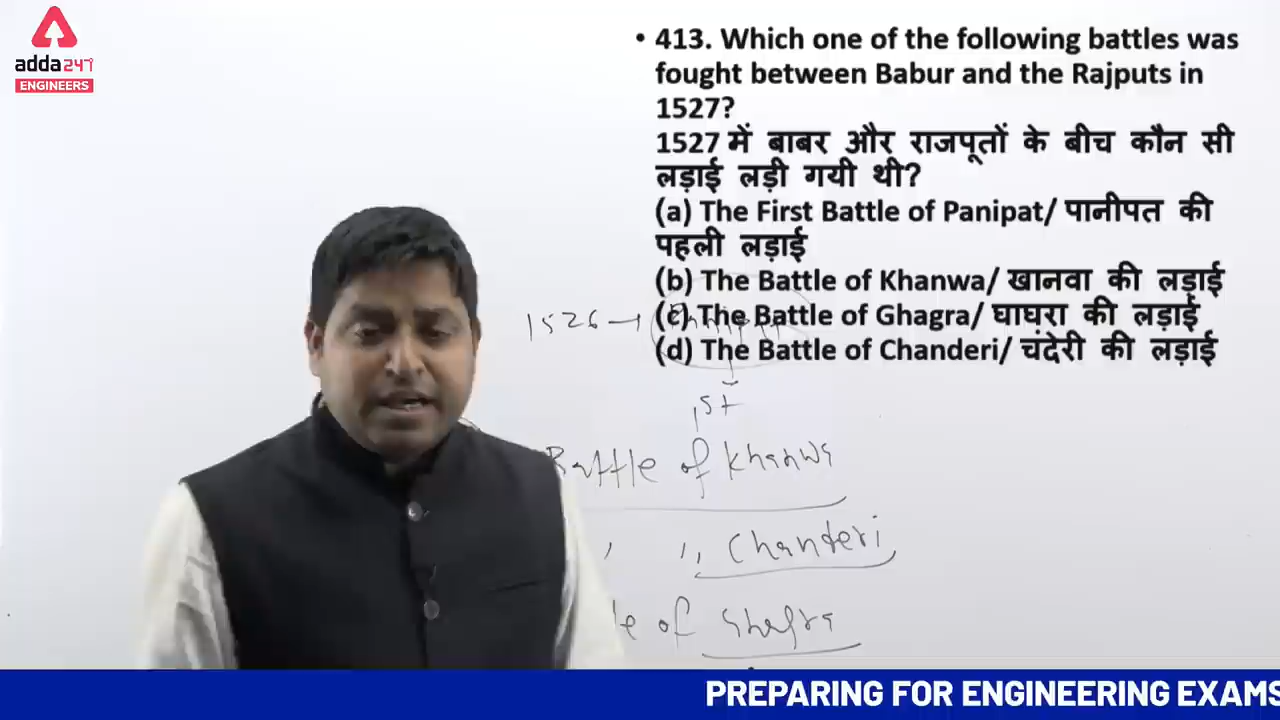 adda247
ENGINEERS
• 413. Which one of the following battles was
fought between Babur and the Rajputs in
1527?
1527 में बाबर और राजपूतों के बीच कौन सी
लड़ाई लड़ी गयी थी?
(a) The First Battle of Panipat/ पानीपत की
पहली लड़ाई
(b) The Battle of Khanwa/ खानवा की लड़ाई
(c) The Battle of Ghagra/ घाघरा की लड़ाई
(d) The Battle of Chanderi/ चंदेरी की लड़ाई
1526 →
1st
Battle of Khanwa
" Chanderi
of Ghagra
PREPARING FOR ENGINEERING EXAMS